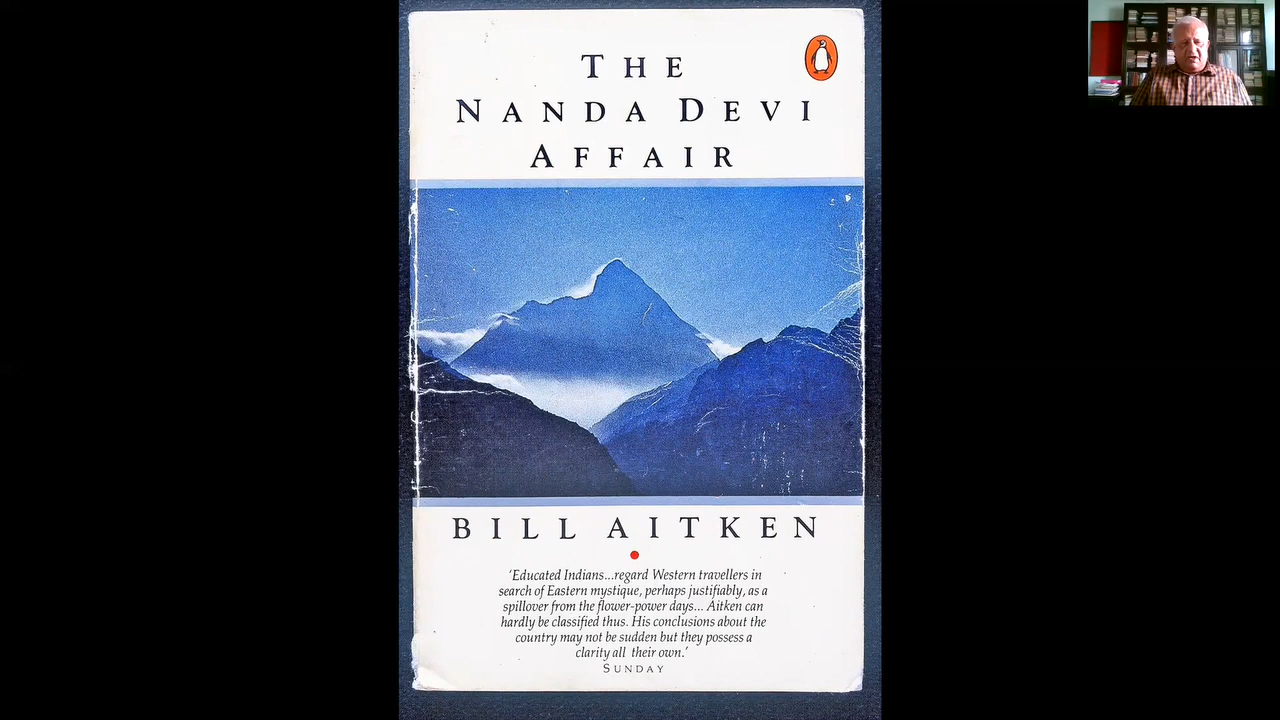 THE
NANDA DEVI
AFFAIR
BILL AITKEN
‘Educated Indians...regard Western travellers in
search of Eastern mystique, perhaps justifiably, as a
spillover from the flower-power days... Aitken can
hardly be classified thus. His conclusions about the
country may not be sudden but they possess a
clarity all their own.’
SUNDAY